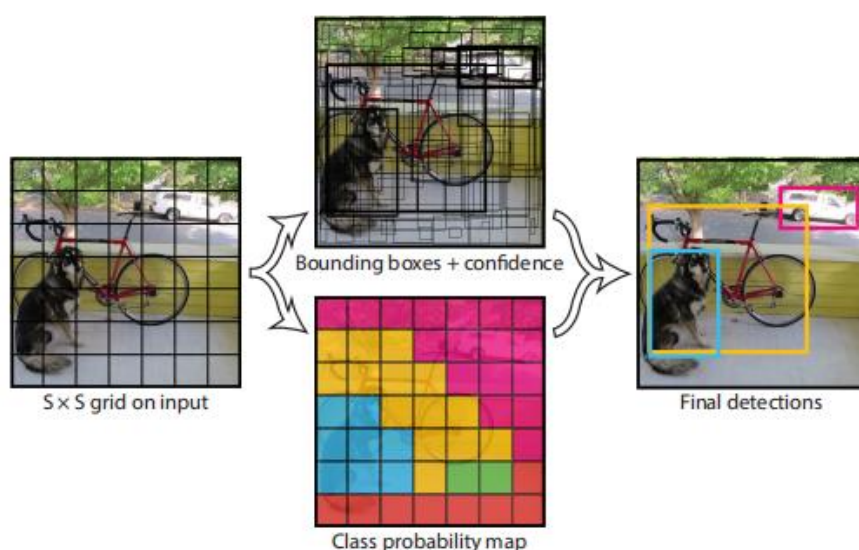 Bounding boxes + confidence
S × S grid on input
Final detections
Class probability map